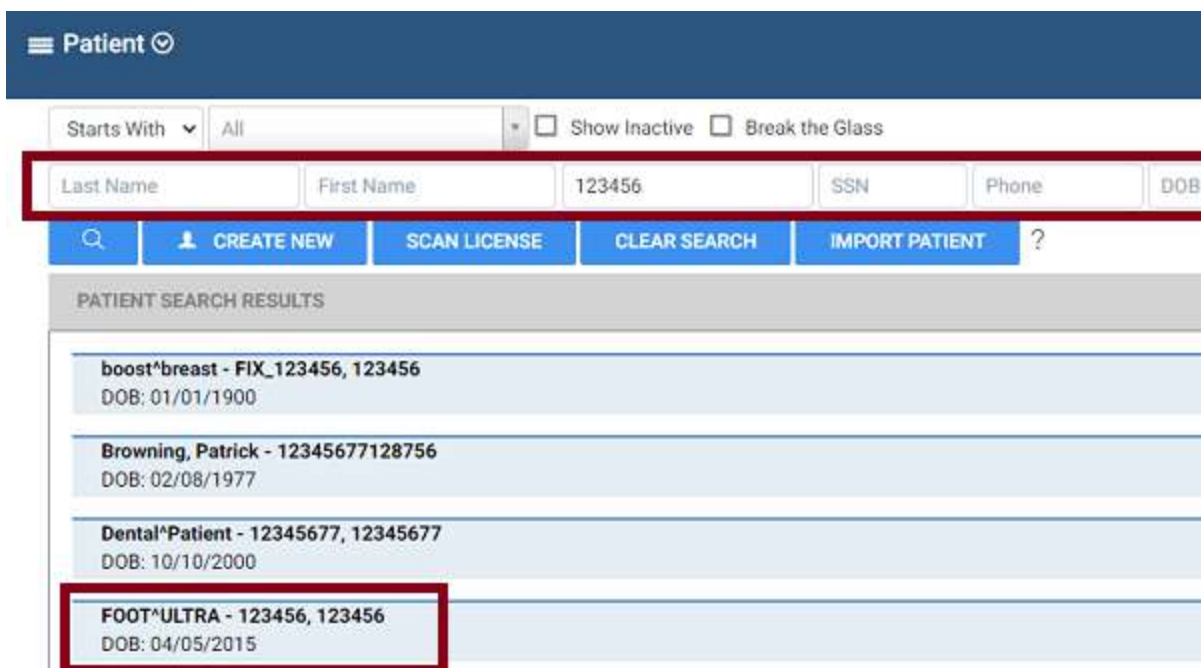 Patient
Starts With All Show Inactive Break the Glass
Last Name First Name 123456 SSN Phone DOB
CREATE NEW SCAN LICENSE CLEAR SEARCH IMPORT PATIENT ?
PATIENT SEARCH RESULTS
boost^breast - FIX_123456, 123456
DOB: 01/01/1900
Browning, Patrick - 12345677128756
DOB: 02/08/1977
Dental^Patient - 12345677, 12345677
DOB: 10/10/2000
FOOT^ULTRA - 123456, 123456
DOB: 04/05/2015